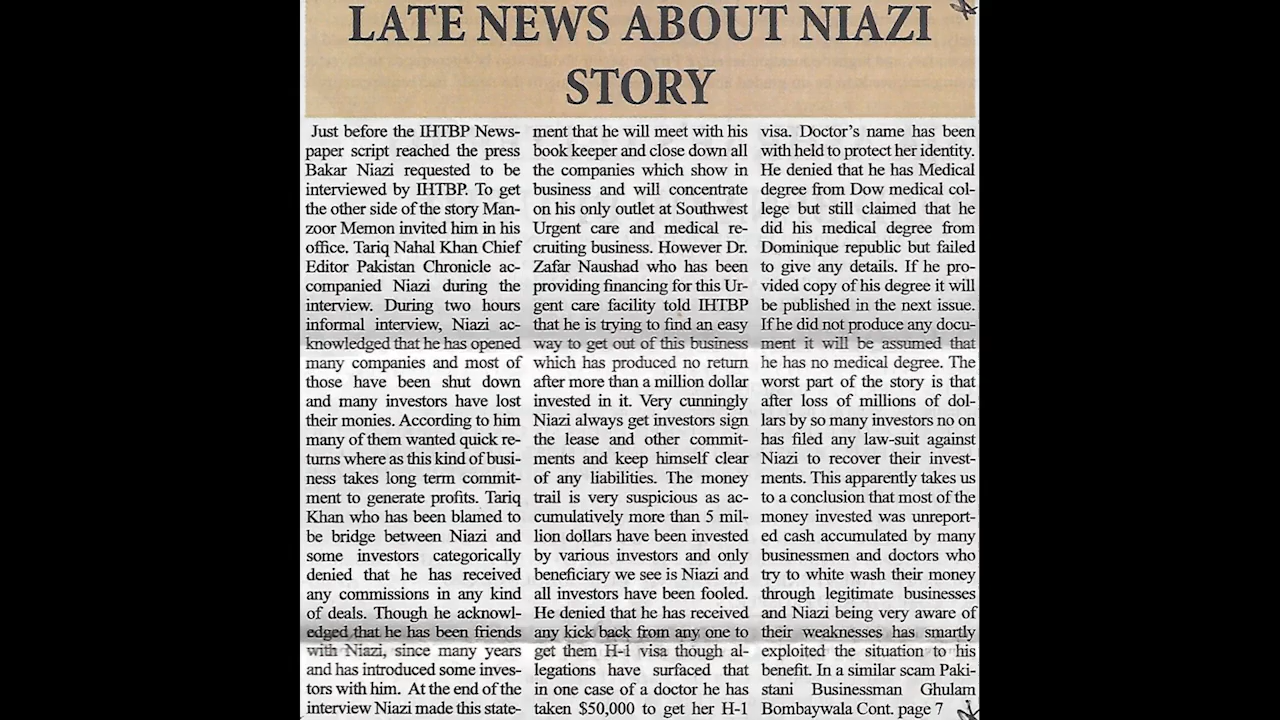 LATE NEWS ABOUT NIAZI
STORY
Just before the IHTBP News-
paper script reached the press
Bakar Niazi requested to be
interviewed by IHTBP. To get
the other side of the story Man-
zoor Memon invited him in his
office. Tariq Nahal Khan Chief
Editor Pakistan Chronicle ac-
companied Niazi during the
interview. During two hours
informal interview, Niazi ac-
knowledged that he has opened
many companies and most of
those have been shut down
and many investors have lost
their monies. According to him
many of them wanted quick re-
turns where as this kind of busi-
ness takes long term commit-
ment to generate profits. Tariq
Khan who has been blamed to
be bridge between Niazi and
some investors categorically
denied that he has received
any commissions in any kind
of deals. Though he acknowl-
edged that he has been friends
with Niazi, since many years
and has introduced some inves-
tors with him. At the end of the
interview Niazi made this state-
ment that he will meet with his
book keeper and close down all
the companies which show in
business and will concentrate
on his only outlet at Southwest
Urgent care and medical re-
cruiting business. However Dr.
Zafar Naushad who has been
providing financing for this Ur-
gent care facility told IHTBP
that he is trying to find an easy
way to get out of this business
which has produced no return
after more than a million dollar
invested in it. Very cunningly
Niazi always get investors sign
the lease and other commit-
ments and keep himself clear
of any liabilities. The money
trail is very suspicious as ac-
cumulatively more than 5 mil-
lion dollars have been invested
by various investors and only
beneficiary we see is Niazi and
all investors have been fooled.
He denied that he has received
any kick back from any one to
get them H-1 visa though al-
legations have surfaced that
in one case of a doctor he has
taken $50,000 to get her H-1
visa. Doctor's name has been
with held to protect her identity.
He denied that he has Medical
degree from Dow medical col-
lege but still claimed that he
did his medical degree from
Dominique republic but failed
to give any details. If he pro-
vided copy of his degree it will
be published in the next issue.
If he did not produce any docu-
ment it will be assumed that
he has no medical degree. The
worst part of the story is that
after loss of millions of dol-
lars by so many investors no on
has filed any law-suit against
Niazi to recover their invest-
ments. This apparently takes us
to a conclusion that most of the
money invested was unreport-
ed cash accumulated by many
businessmen and doctors who
try to white wash their money
through legitimate businesses
and Niazi being very aware of
their weaknesses has smartly
exploited the situation to his
benefit. In a similar scam Paki-
stani Businessman Ghulam
Bombaywala Cont. page 7